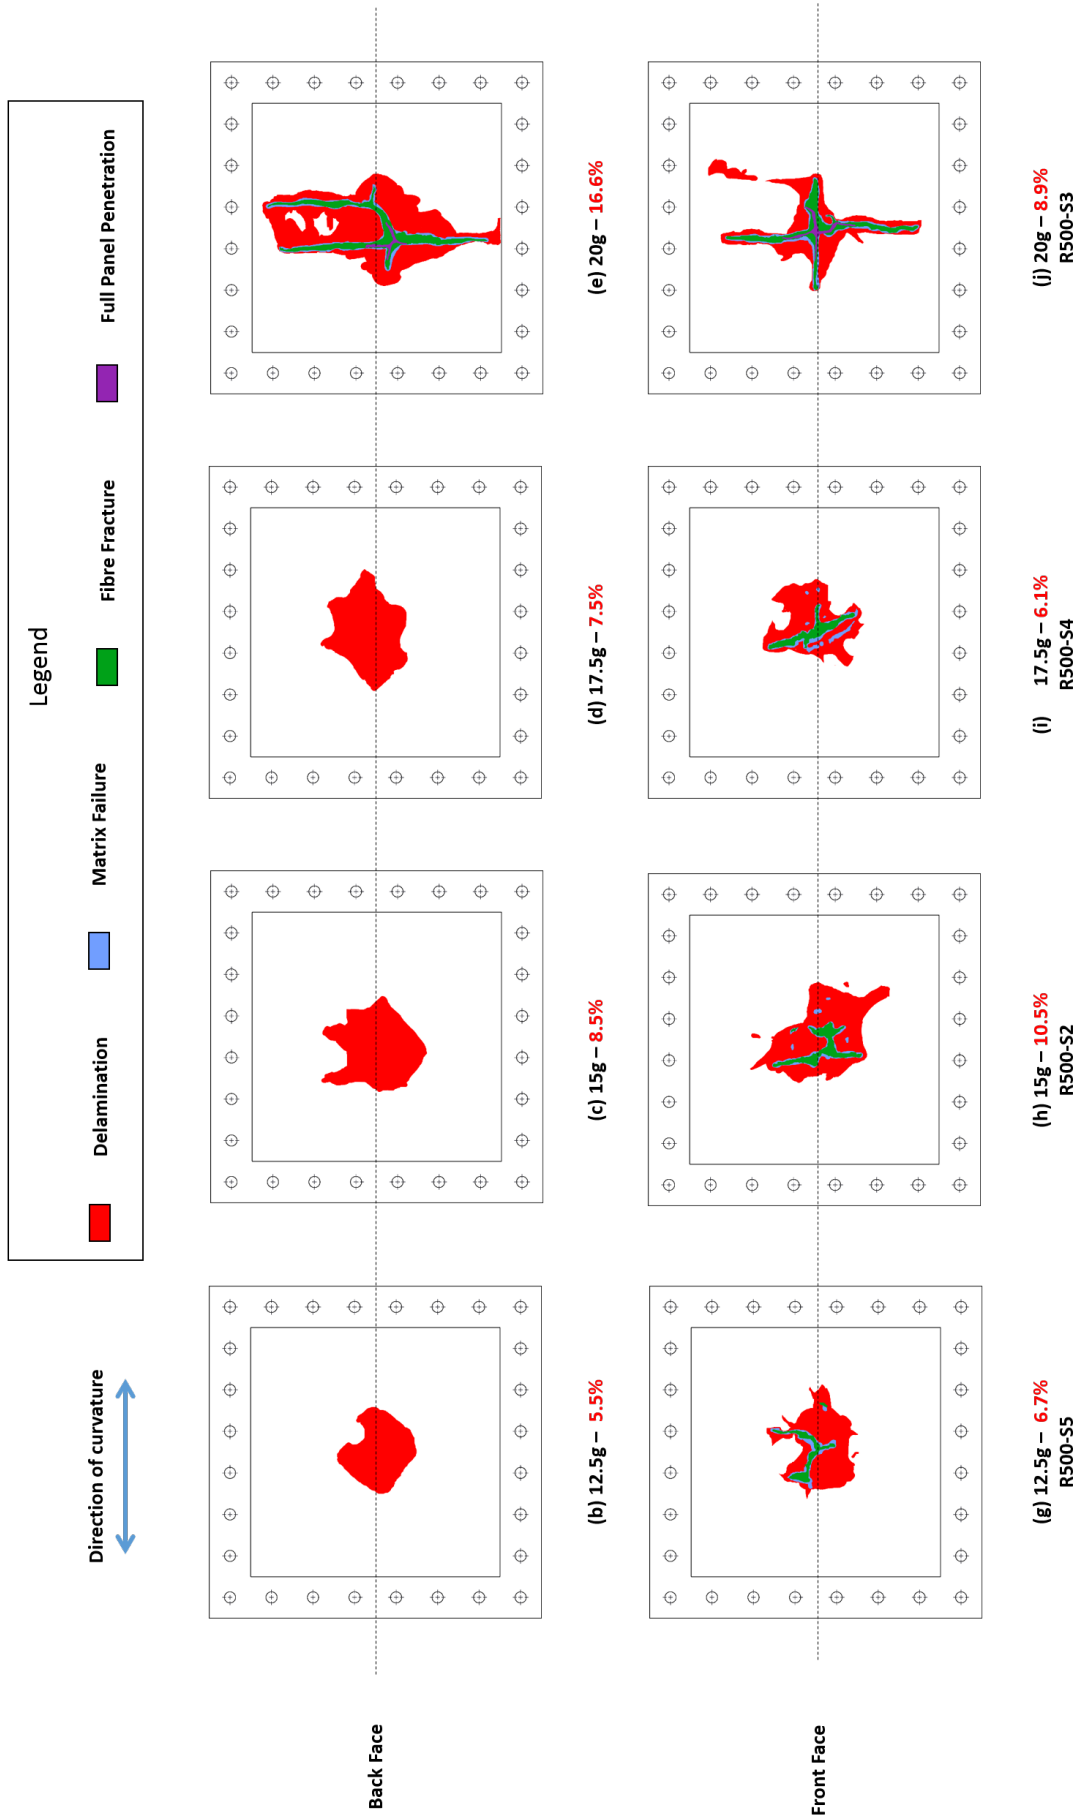 Legend
Delamination
Matrix Failure
Fibre Fracture
Full Panel Penetration
Direction of curvature
Back Face
(b) 12.5g – 5.5%
(c) 15g – 8.5%
(d) 17.5g – 7.5%
(e) 20g – 16.6%
Front Face
(g) 12.5g – 6.7%
R500-S5
(h) 15g – 10.5%
R500-S2
(i) 17.5g – 6.1%
R500-S4
(j) 20g – 8.9%
R500-S3